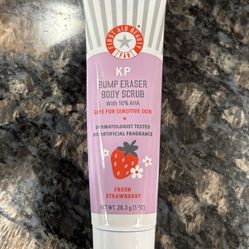 FIRST AID BEAUTY
KP
BUMP ERASER
BODY SCRUB
With 10% AHA
SAFE FOR SENSITIVE SKIN
DERMATOLOGIST TESTED
NO ARTIFICIAL FRAGRANCE
FRESH
STRAWBERRY
NET WT. 28.3 g (1 OZ)